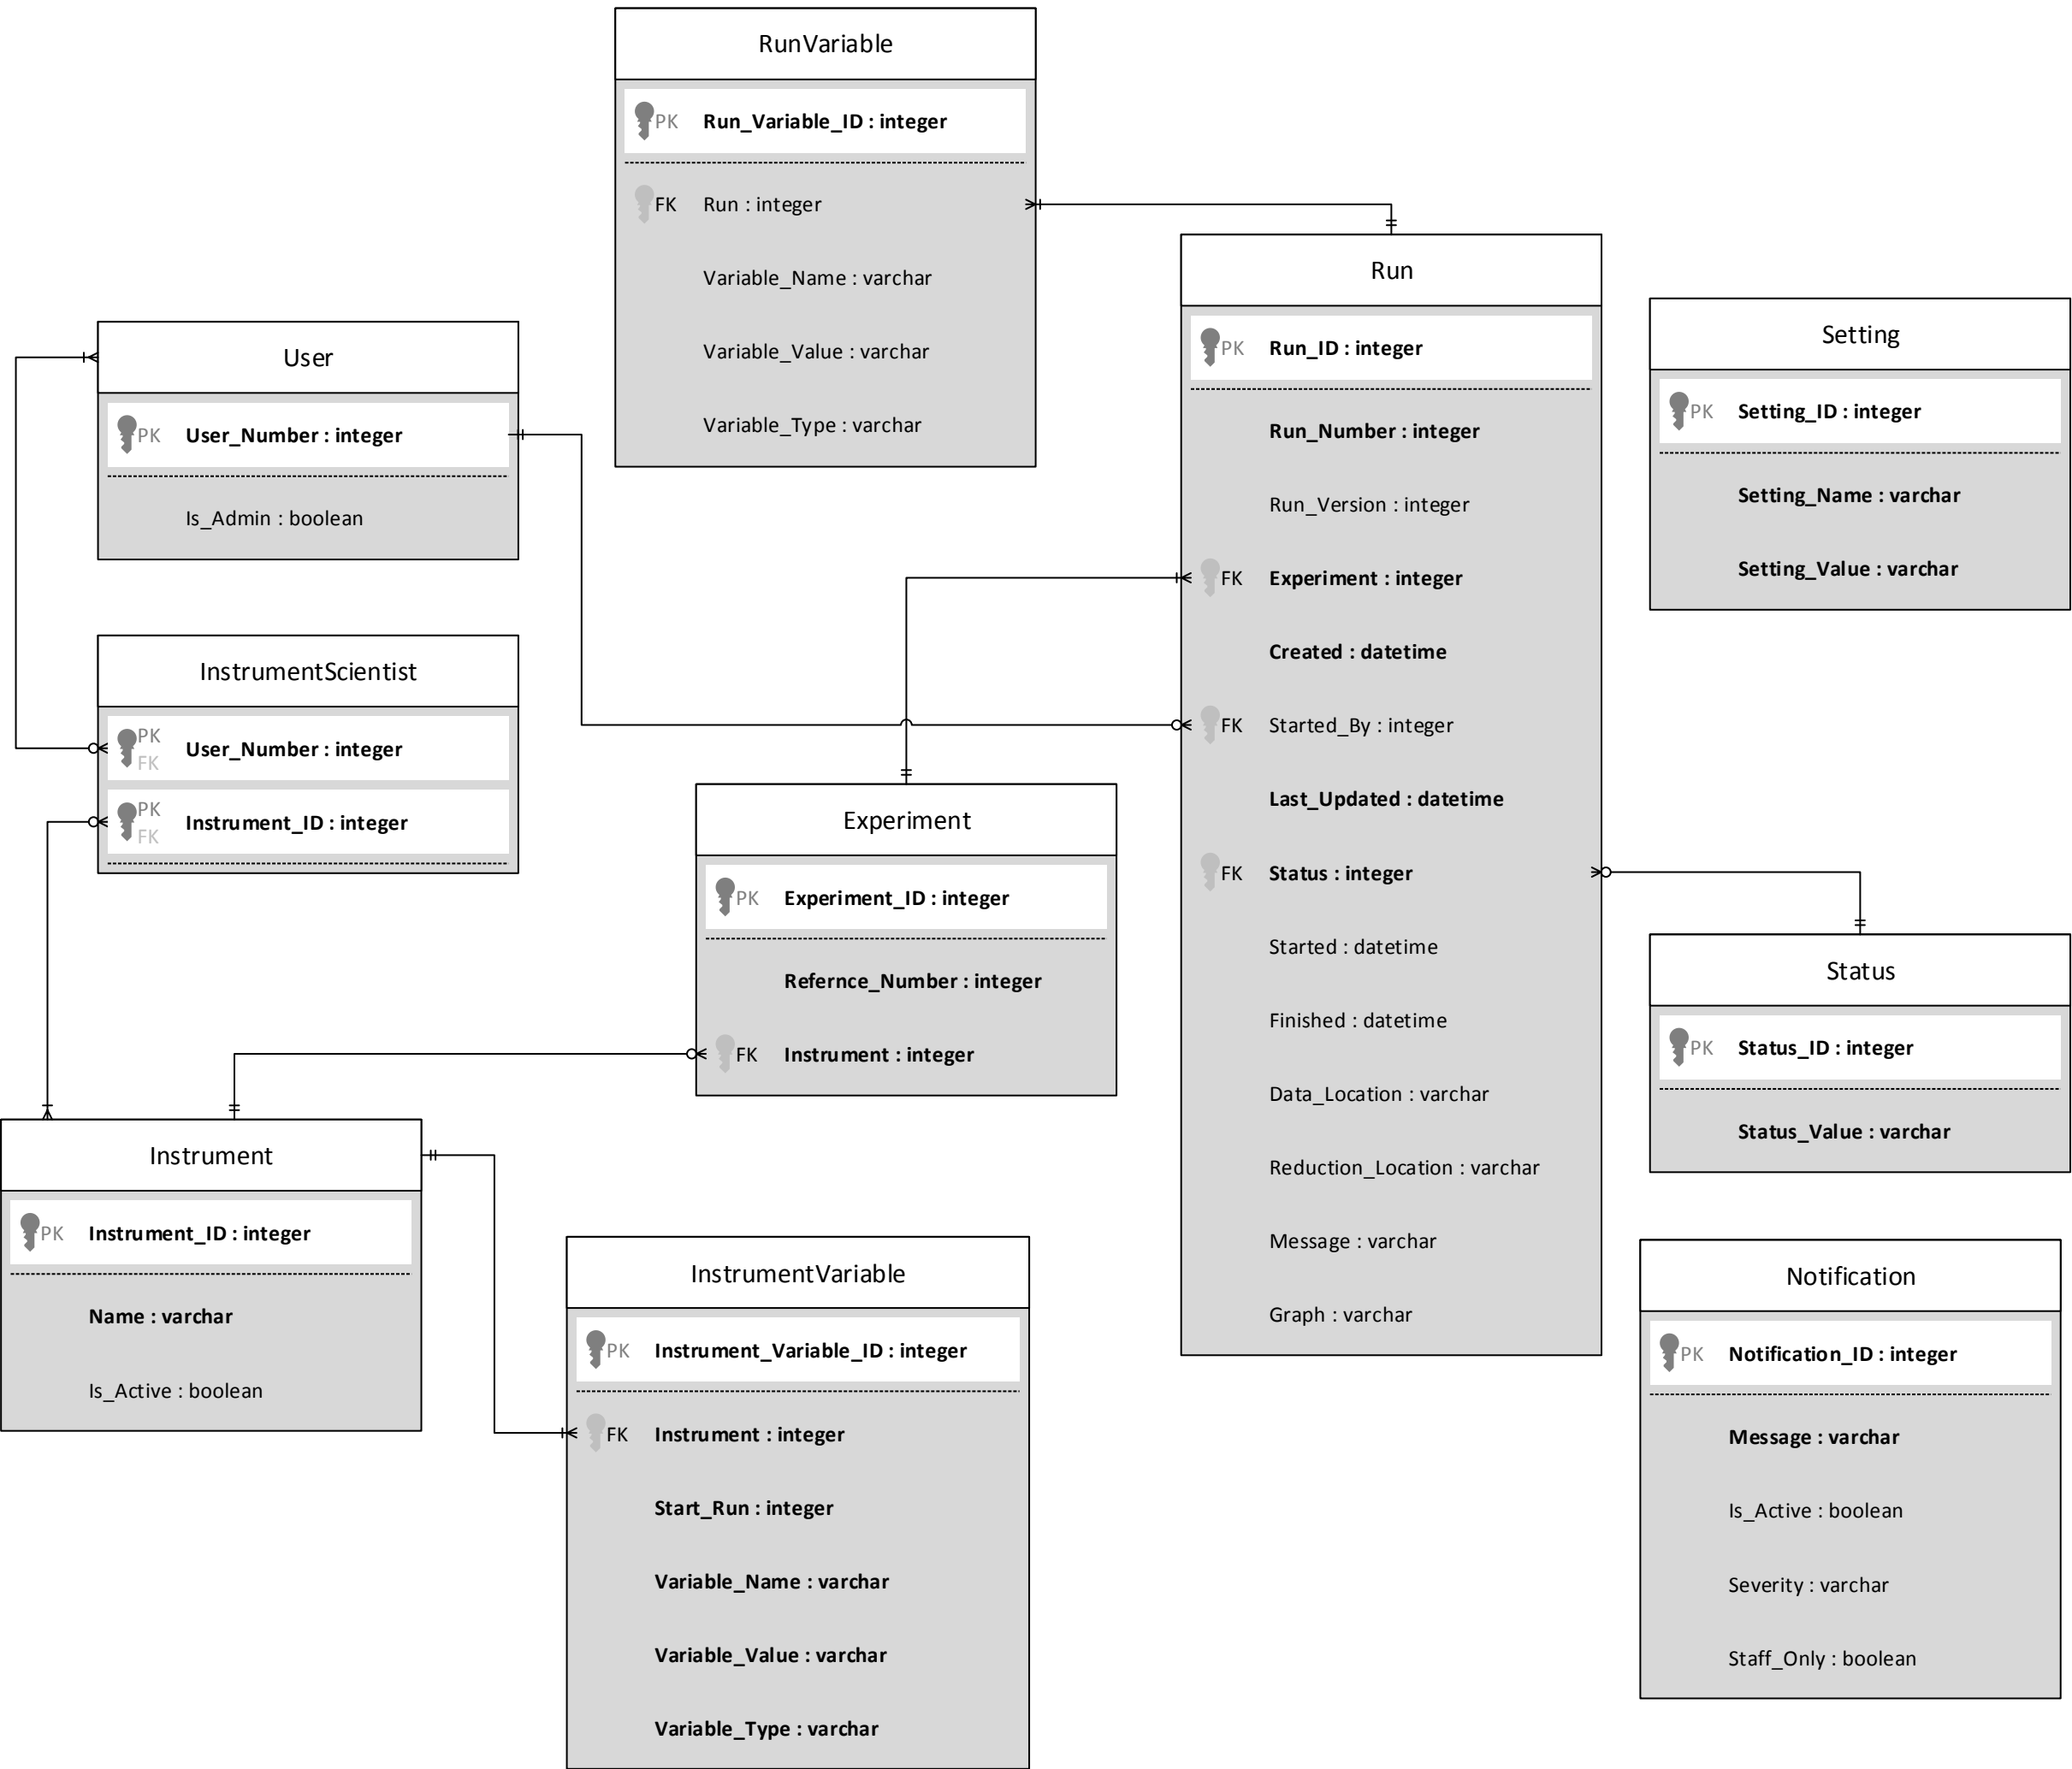 RunVariable
PK Run_Variable_ID : integer
FK Run : integer
Variable_Name : varchar
Variable_Value : varchar
Variable_Type : varchar
Run
PK Run_ID : integer
Run_Number : integer
Run_Version : integer
FK Experiment : integer
Created : datetime
FK Started_By : integer
Last_Updated : datetime
FK Status : integer
Started : datetime
Finished : datetime
Data_Location : varchar
Reduction_Location : varchar
Message : varchar
Graph : varchar
Setting
PK Setting_ID : integer
Setting_Name : varchar
Setting_Value : varchar
User
PK User_Number : integer
Is_Admin : boolean
InstrumentScientist
PK
FK
User_Number : integer
PK
FK
Instrument_ID : integer
Experiment
PK Experiment_ID : integer
Refernce_Number : integer
FK Instrument : integer
Status
PK Status_ID : integer
Status_Value : varchar
Instrument
PK Instrument_ID : integer
Name : varchar
Is_Active : boolean
InstrumentVariable
PK Instrument_Variable_ID : integer
FK Instrument : integer
Start_Run : integer
Variable_Name : varchar
Variable_Value : varchar
Variable_Type : varchar
Notification
PK Notification_ID : integer
Message : varchar
Is_Active : boolean
Severity : varchar
Staff_Only : boolean